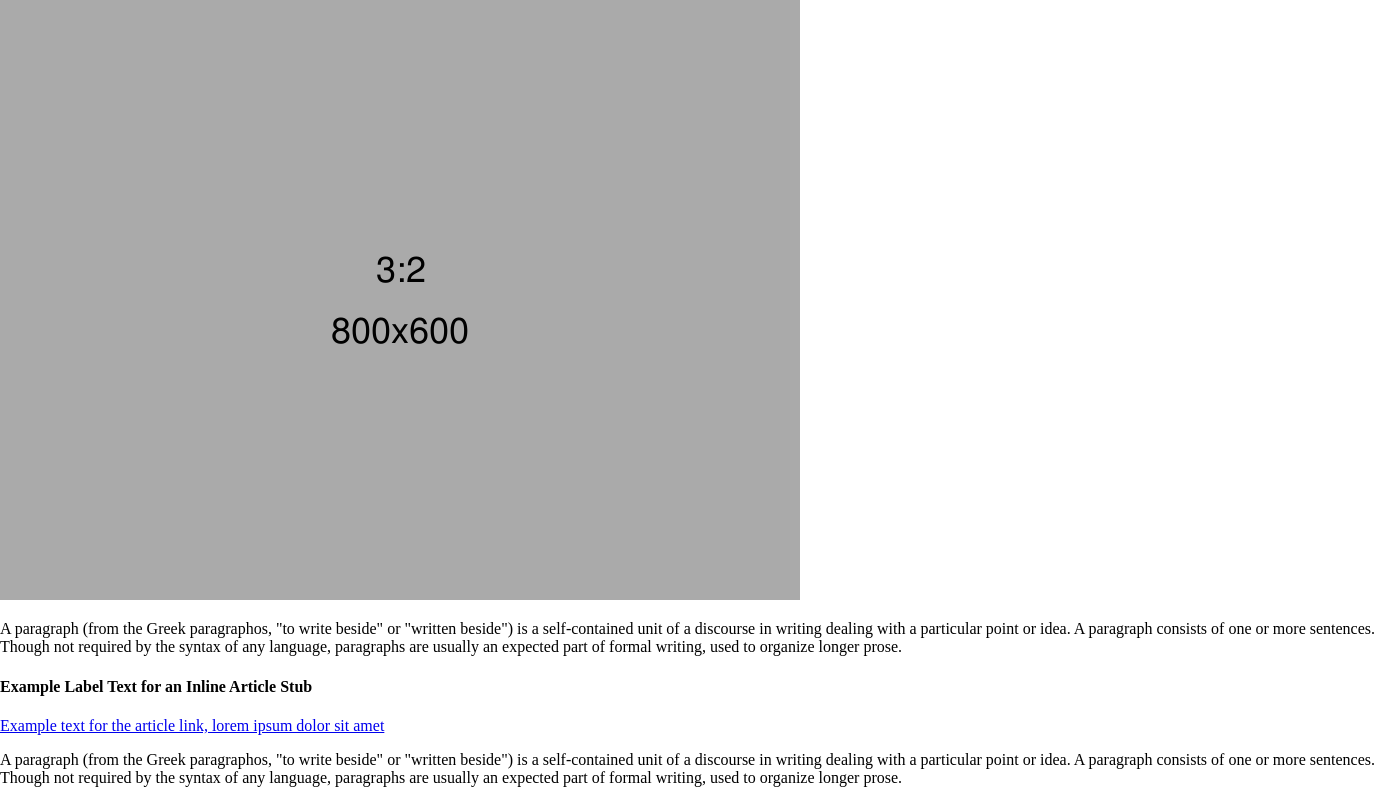 3:2
800x600
A paragraph (from the Greek paragraphos, "to write beside" or "written beside") is a self-contained unit of a discourse in writing dealing with a particular point or idea. A paragraph consists of one or more sentences.
Though not required by the syntax of any language, paragraphs are usually an expected part of formal writing, used to organize longer prose.
Example Label Text for an Inline Article Stub
Example text for the article link, lorem ipsum dolor sit amet
A paragraph (from the Greek paragraphos, "to write beside" or "written beside") is a self-contained unit of a discourse in writing dealing with a particular point or idea. A paragraph consists of one or more sentences.
Though not required by the syntax of any language, paragraphs are usually an expected part of formal writing, used to organize longer prose.